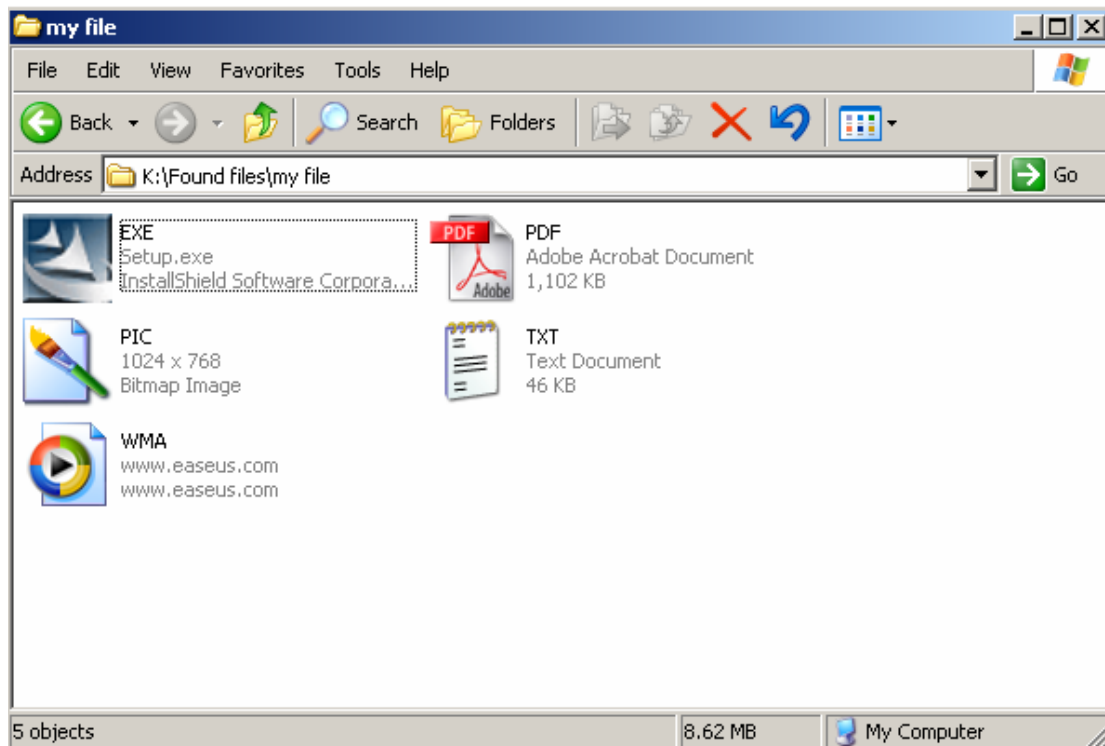 my file
File Edit View Favorites Tools Help
Back Search Folders
Address K:\Found files\my file Go
EXE
Setup.exe
InstallShield Software Corpora...
PDF
PDF
Adobe
Adobe Acrobat Document
1,102 KB
PIC
1024 x 768
Bitmap Image
TXT
Text Document
46 KB
WMA
www.easeus.com
www.easeus.com
5 objects 8.62 MB My Computer